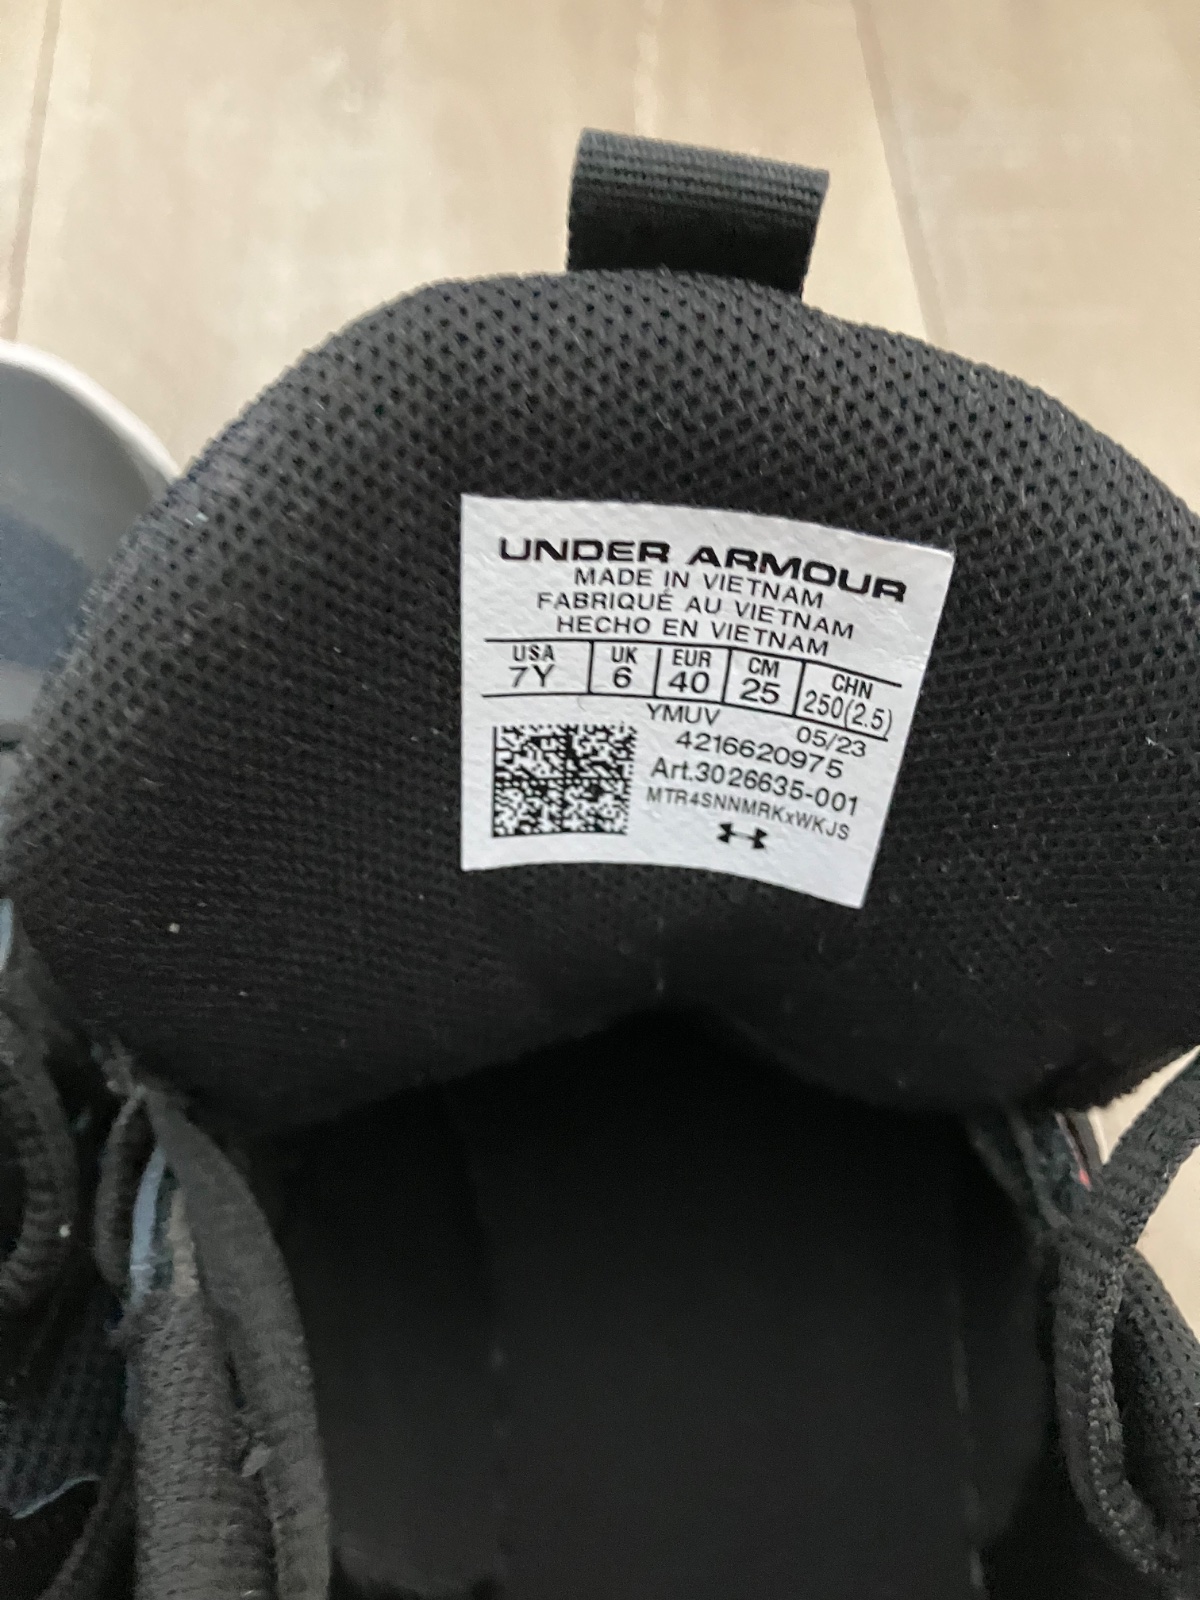 UNDER ARMOUR
MADE IN VIETNAM
FABRIQUÉ AU VIETNAM
HECHO EN VIETNAM
USA UK EUR CM CHN
7Y 6 40 25 250(2.5)
YMUV 05/23
4216620975
Art.3026635-001
MTR4SNNMRKxWKJS